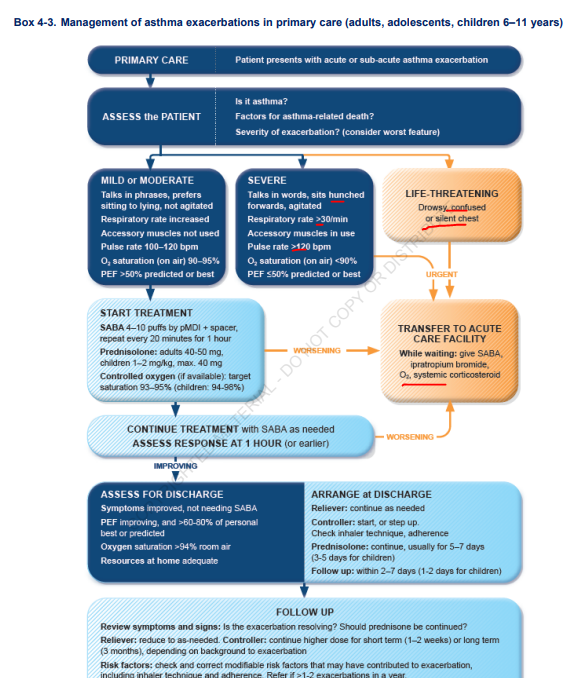 Box 4-3. Management of asthma exacerbations in primary care (adults, adolescents, children 6–11 years)
PRIMARY CARE
Patient presents with acute or sub-acute asthma exacerbation
ASSESS the PATIENT
Is it asthma?
Factors for asthma-related death?
Severity of exacerbation? (consider worst feature)
MILD or MODERATE
Talks in phrases, prefers
sitting to lying, not agitated
Respiratory rate increased
Accessory muscles not used
Pulse rate 100–120 bpm
O₂ saturation (on air) 90–95%
PEF >50% predicted or best
SEVERE
Talks in words, sits hunched
forwards, agitated
Respiratory rate >30/min
Accessory muscles in use
Pulse rate >120 bpm
O₂ saturation (on air) <90%
PEF ≤50% predicted or best
LIFE-THREATENING
Drowsy, confused
or silent chest
URGENT
START TREATMENT
SABA 4–10 puffs by pMDI + spacer,
repeat every 20 minutes for 1 hour
Prednisolone: adults 40-50 mg,
children 1–2 mg/kg, max. 40 mg
Controlled oxygen (if available): target
saturation 93–95% (children: 94-98%)
WORSENING
TRANSFER TO ACUTE
CARE FACILITY
While waiting: give SABA,
ipratropium bromide,
O₂, systemic corticosteroid
CONTINUE TREATMENT with SABA as needed
ASSESS RESPONSE AT 1 HOUR (or earlier)
WORSENING
IMPROVING
ASSESS FOR DISCHARGE
Symptoms improved, not needing SABA
PEF improving, and >60-80% of personal
best or predicted
Oxygen saturation >94% room air
Resources at home adequate
ARRANGE at DISCHARGE
Reliever: continue as needed
Controller: start, or step up.
Check inhaler technique, adherence
Prednisolone: continue, usually for 5–7 days
(3-5 days for children)
Follow up: within 2–7 days (1-2 days for children)
FOLLOW UP
Review symptoms and signs: Is the exacerbation resolving? Should prednisone be continued?
Reliever: reduce to as-needed. Controller: continue higher dose for short term (1–2 weeks) or long term
(3 months), depending on background to exacerbation
Risk factors: check and correct modifiable risk factors that may have contributed to exacerbation,
including inhaler technique and adherence. Refer if >1-2 exacerbations in a year.
MATERIAL - DO NOT COPY OR